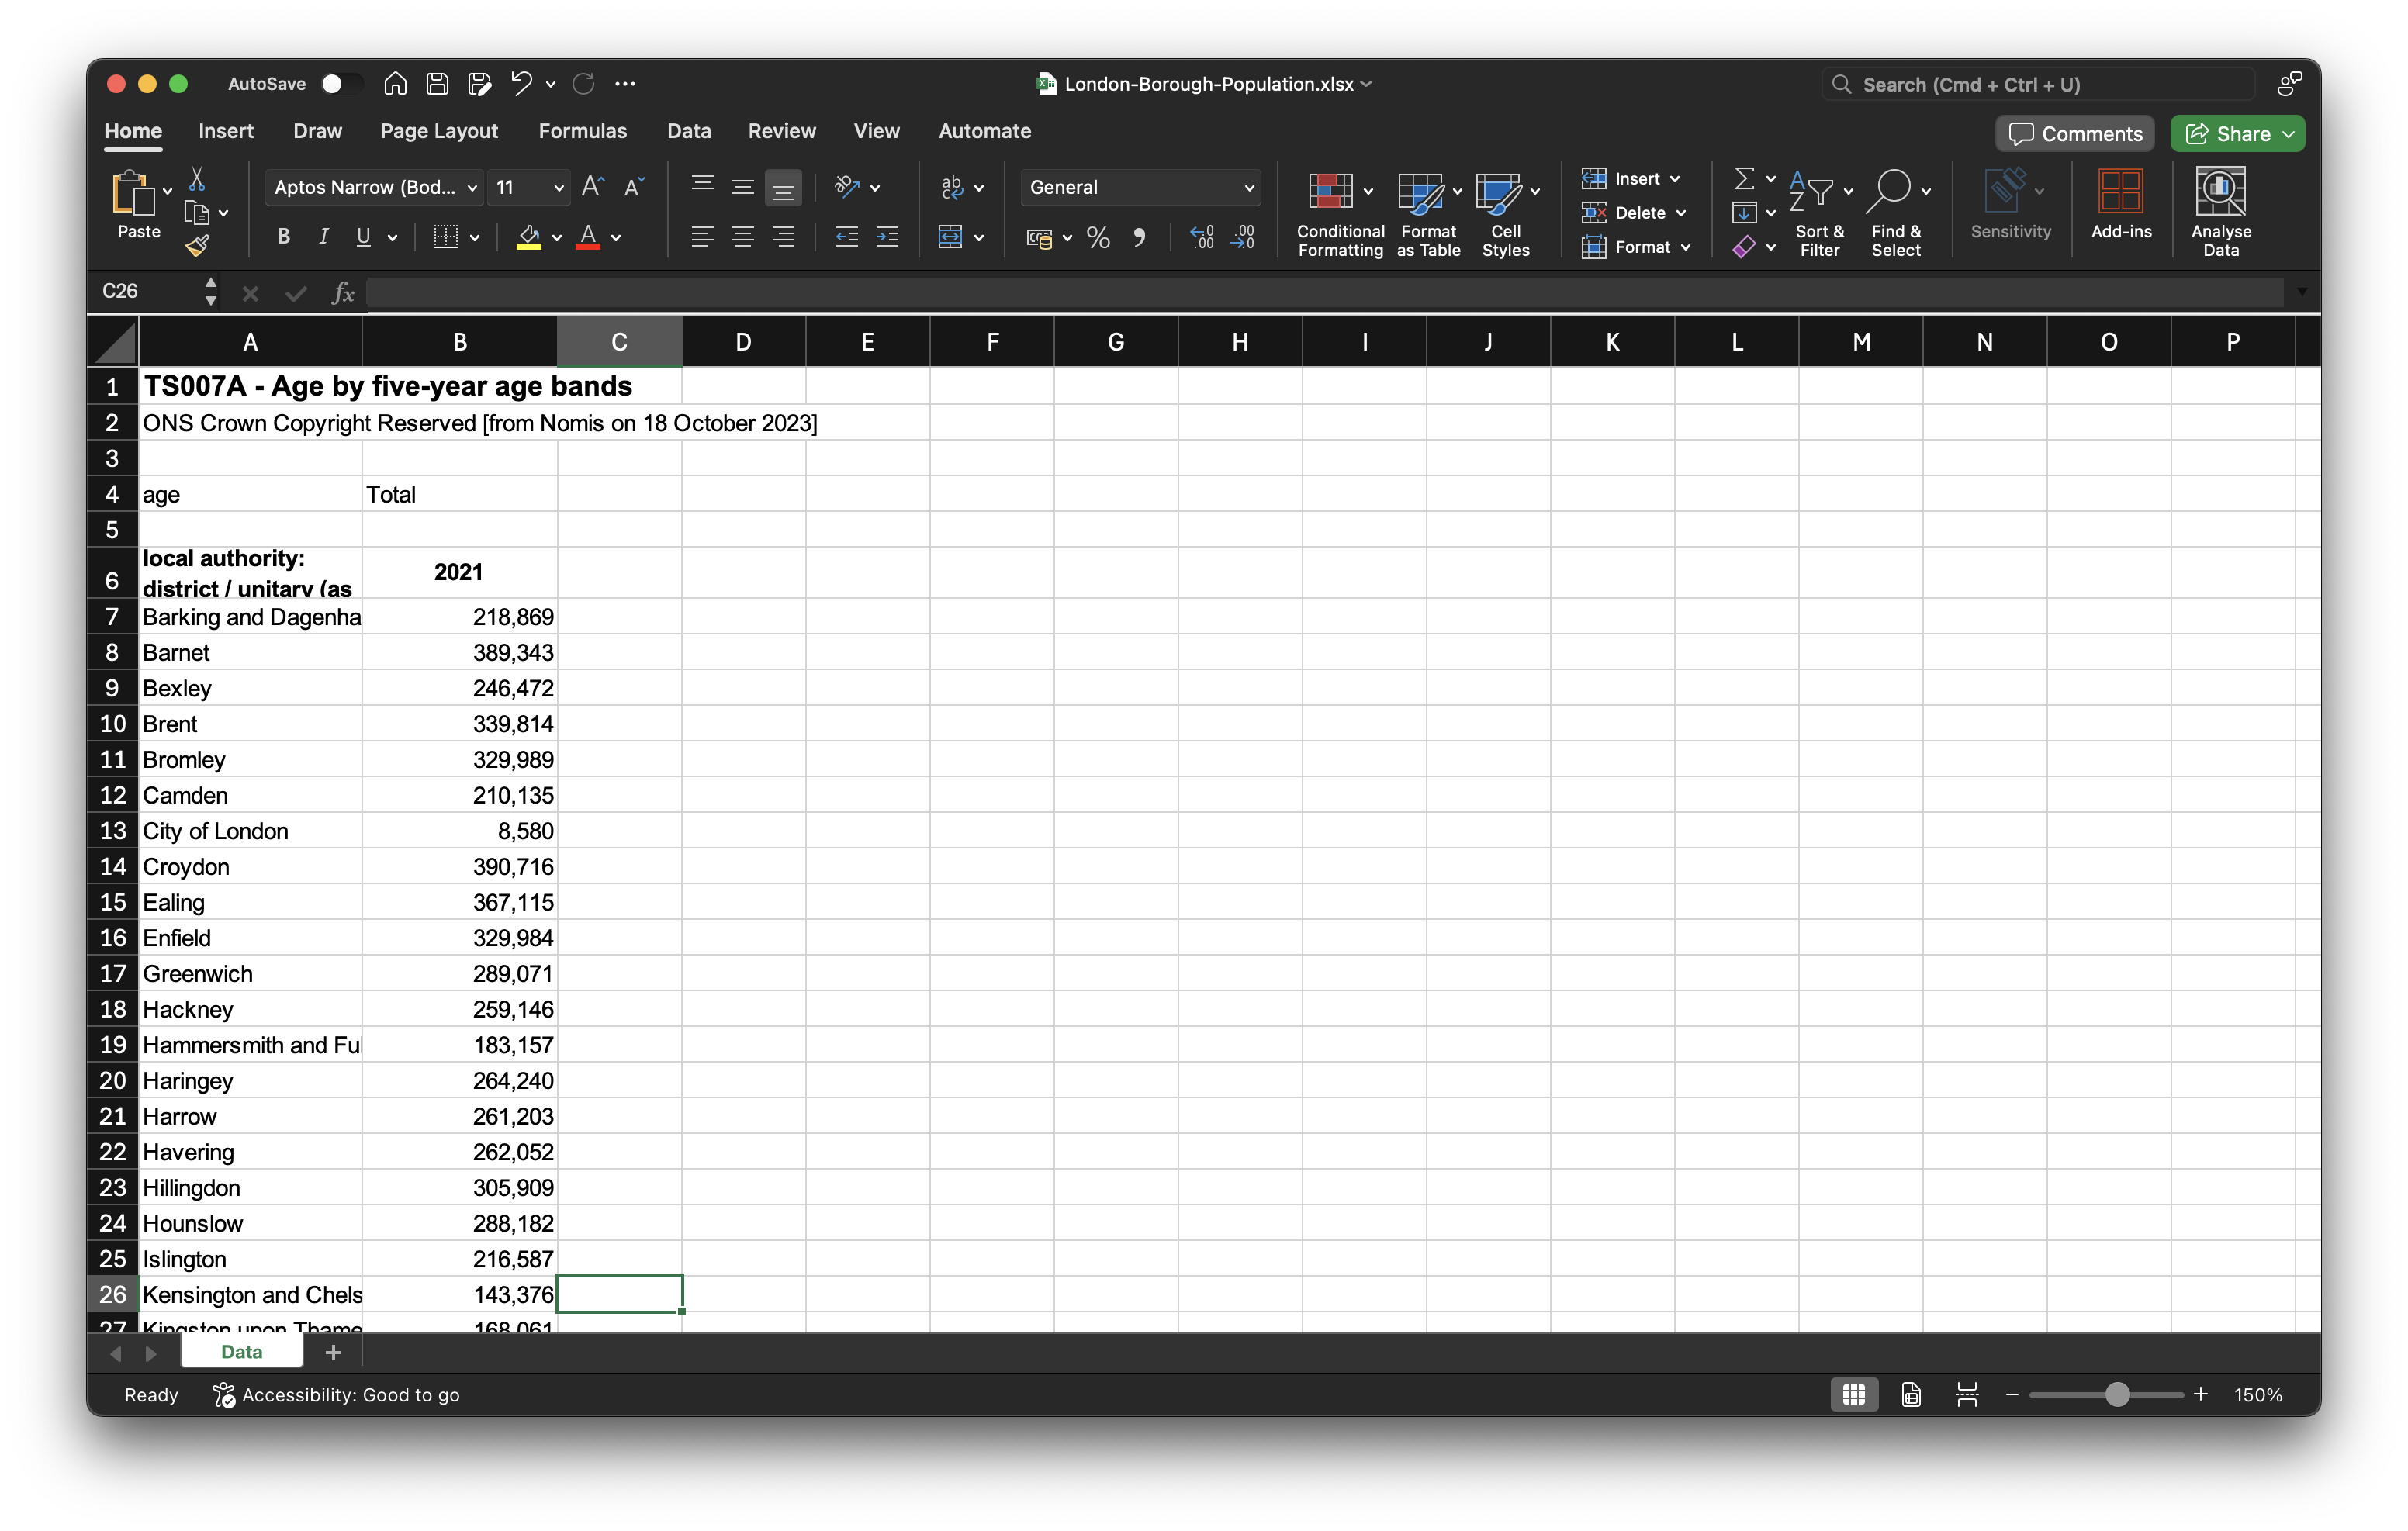 AutoSave
London-Borough-Population.xlsx
Search (Cmd + Ctrl + U)
Home Insert Draw Page Layout Formulas Data Review View Automate
Comments Share
Paste
Aptos Narrow (Bod... 11
General
Conditional Formatting
Format as Table
Cell Styles
Insert
Delete
Format
Sort & Filter
Find & Select
Sensitivity
Add-ins
Analyse Data
C26
fx
A B C D E F G H I J K L M N O P
1 TS007A - Age by five-year age bands
2 ONS Crown Copyright Reserved [from Nomis on 18 October 2023]
3
4 age Total
5
local authority:
6 district / unitary (as 2021
7 Barking and Dagenha 218,869
8 Barnet 389,343
9 Bexley 246,472
10 Brent 339,814
11 Bromley 329,989
12 Camden 210,135
13 City of London 8,580
14 Croydon 390,716
15 Ealing 367,115
16 Enfield 329,984
17 Greenwich 289,071
18 Hackney 259,146
19 Hammersmith and Fu 183,157
20 Haringey 264,240
21 Harrow 261,203
22 Havering 262,052
23 Hillingdon 305,909
24 Hounslow 288,182
25 Islington 216,587
26 Kensington and Chels 143,376
27 Kingston upon Thame 168,061
Data
Ready Accessibility: Good to go
150%